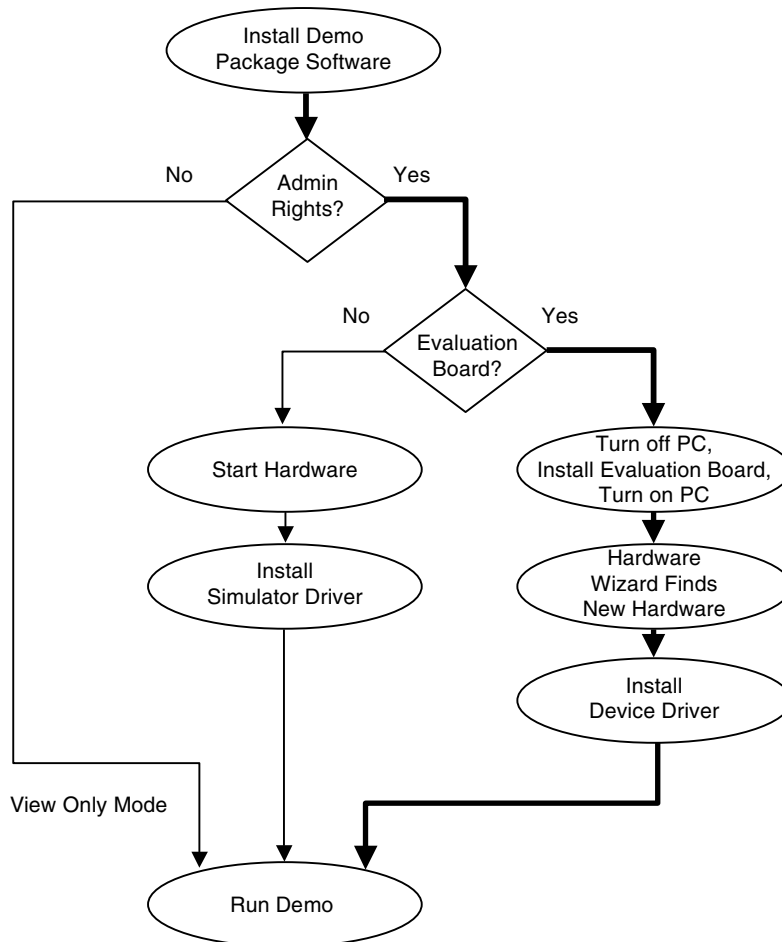 Install Demo
Package Software
No
Admin
Rights?
Yes
No
Evaluation
Board?
Yes
Start Hardware
Turn off PC,
Install Evaluation Board,
Turn on PC
Install
Simulator Driver
Hardware
Wizard Finds
New Hardware
Install
Device Driver
View Only Mode
Run Demo